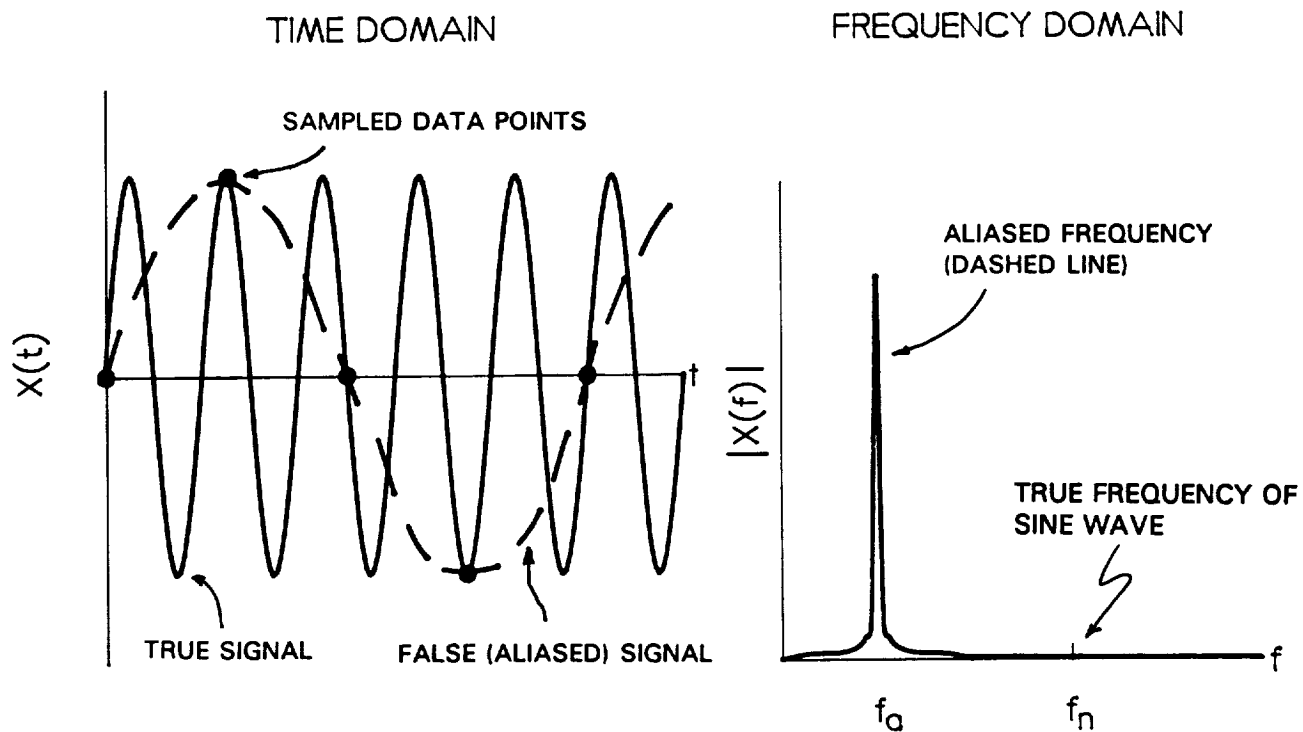 TIME DOMAIN
FREQUENCY DOMAIN
SAMPLED DATA POINTS
X(t)
t
TRUE SIGNAL
FALSE (ALIASED) SIGNAL
ALIASED FREQUENCY
(DASHED LINE)
|X(f)|
TRUE FREQUENCY OF
SINE WAVE
f
fa
fn